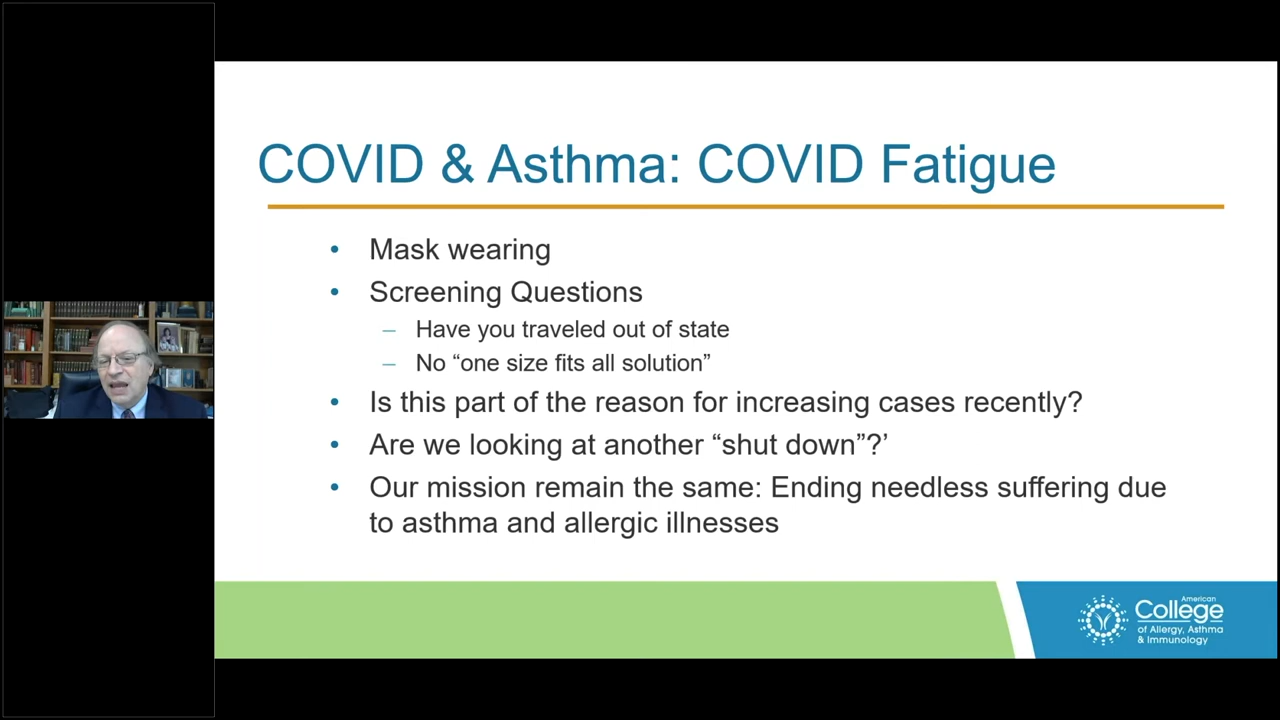 COVID & Asthma: COVID Fatigue
• Mask wearing
• Screening Questions
– Have you traveled out of state
– No “one size fits all solution”
• Is this part of the reason for increasing cases recently?
• Are we looking at another “shut down”?’
• Our mission remain the same: Ending needless suffering due
to asthma and allergic illnesses
American
College
of Allergy, Asthma
& Immunology